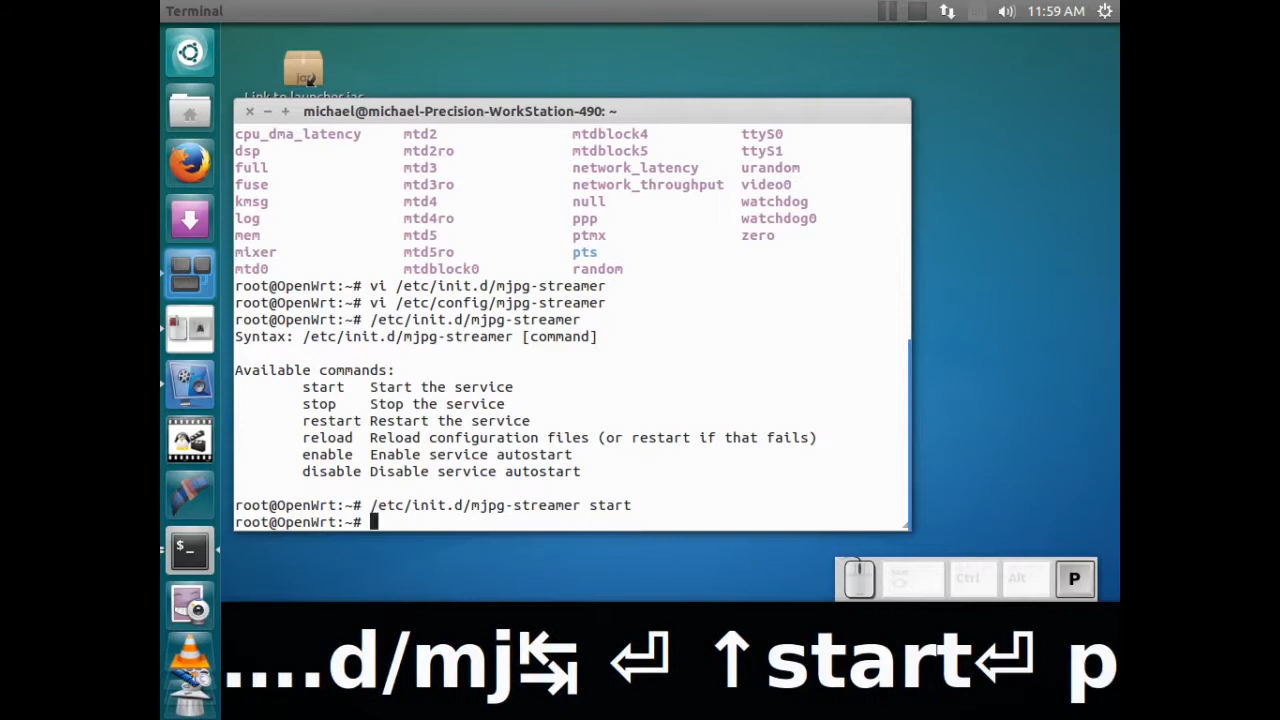 Terminal
11:59 AM
jar
Link to launcher.jar
michael@michael-Precision-WorkStation-490: ~
cpu_dma_latency mtd2 mtdblock4 ttyS0
dsp mtd2ro mtdblock5 ttyS1
full mtd3 network_latency urandom
fuse mtd3ro network_throughput video0
kmsg mtd4 null watchdog
log mtd4ro ppp watchdog0
mem mtd5 ptmx zero
mixer mtd5ro pts
mtd0 mtdblock0 random
root@OpenWrt:~# vi /etc/init.d/mjpg-streamer
root@OpenWrt:~# vi /etc/config/mjpg-streamer
root@OpenWrt:~# /etc/init.d/mjpg-streamer
Syntax: /etc/init.d/mjpg-streamer [command]
Available commands:
start Start the service
stop Stop the service
restart Restart the service
reload Reload configuration files (or restart if that fails)
enable Enable service autostart
disable Disable service autostart
root@OpenWrt:~# /etc/init.d/mjpg-streamer start
root@OpenWrt:~#
Ctrl Alt P
....d/mj↹ ⏎ ↑start⏎ p